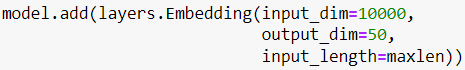 model.add(layers.Embedding(input_dim=10000,
output_dim=50,
input_length=maxlen))